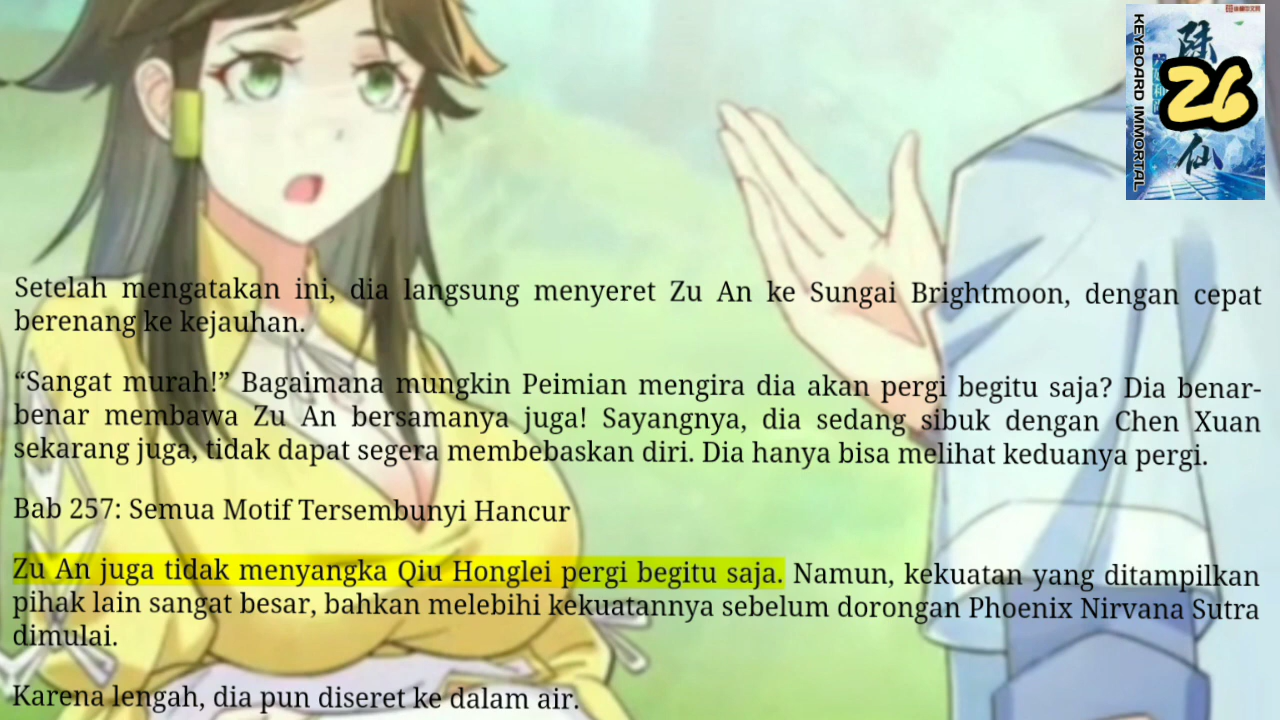 KEYBOARD IMMORTAL
陆
26
仙
Setelah mengatakan ini, dia langsung menyeret Zu An ke Sungai Brightmoon, dengan cepat
berenang ke kejauhan.
“Sangat murah!” Bagaimana mungkin Peimian mengira dia akan pergi begitu saja? Dia benar-
benar membawa Zu An bersamanya juga! Sayangnya, dia sedang sibuk dengan Chen Xuan
sekarang juga, tidak dapat segera membebaskan diri. Dia hanya bisa melihat keduanya pergi.
Bab 257: Semua Motif Tersembunyi Hancur
Zu An juga tidak menyangka Qiu Honglei pergi begitu saja. Namun, kekuatan yang ditampilkan
pihak lain sangat besar, bahkan melebihi kekuatannya sebelum dorongan Phoenix Nirvana Sutra
dimulai.
Karena lengah, dia pun diseret ke dalam air.